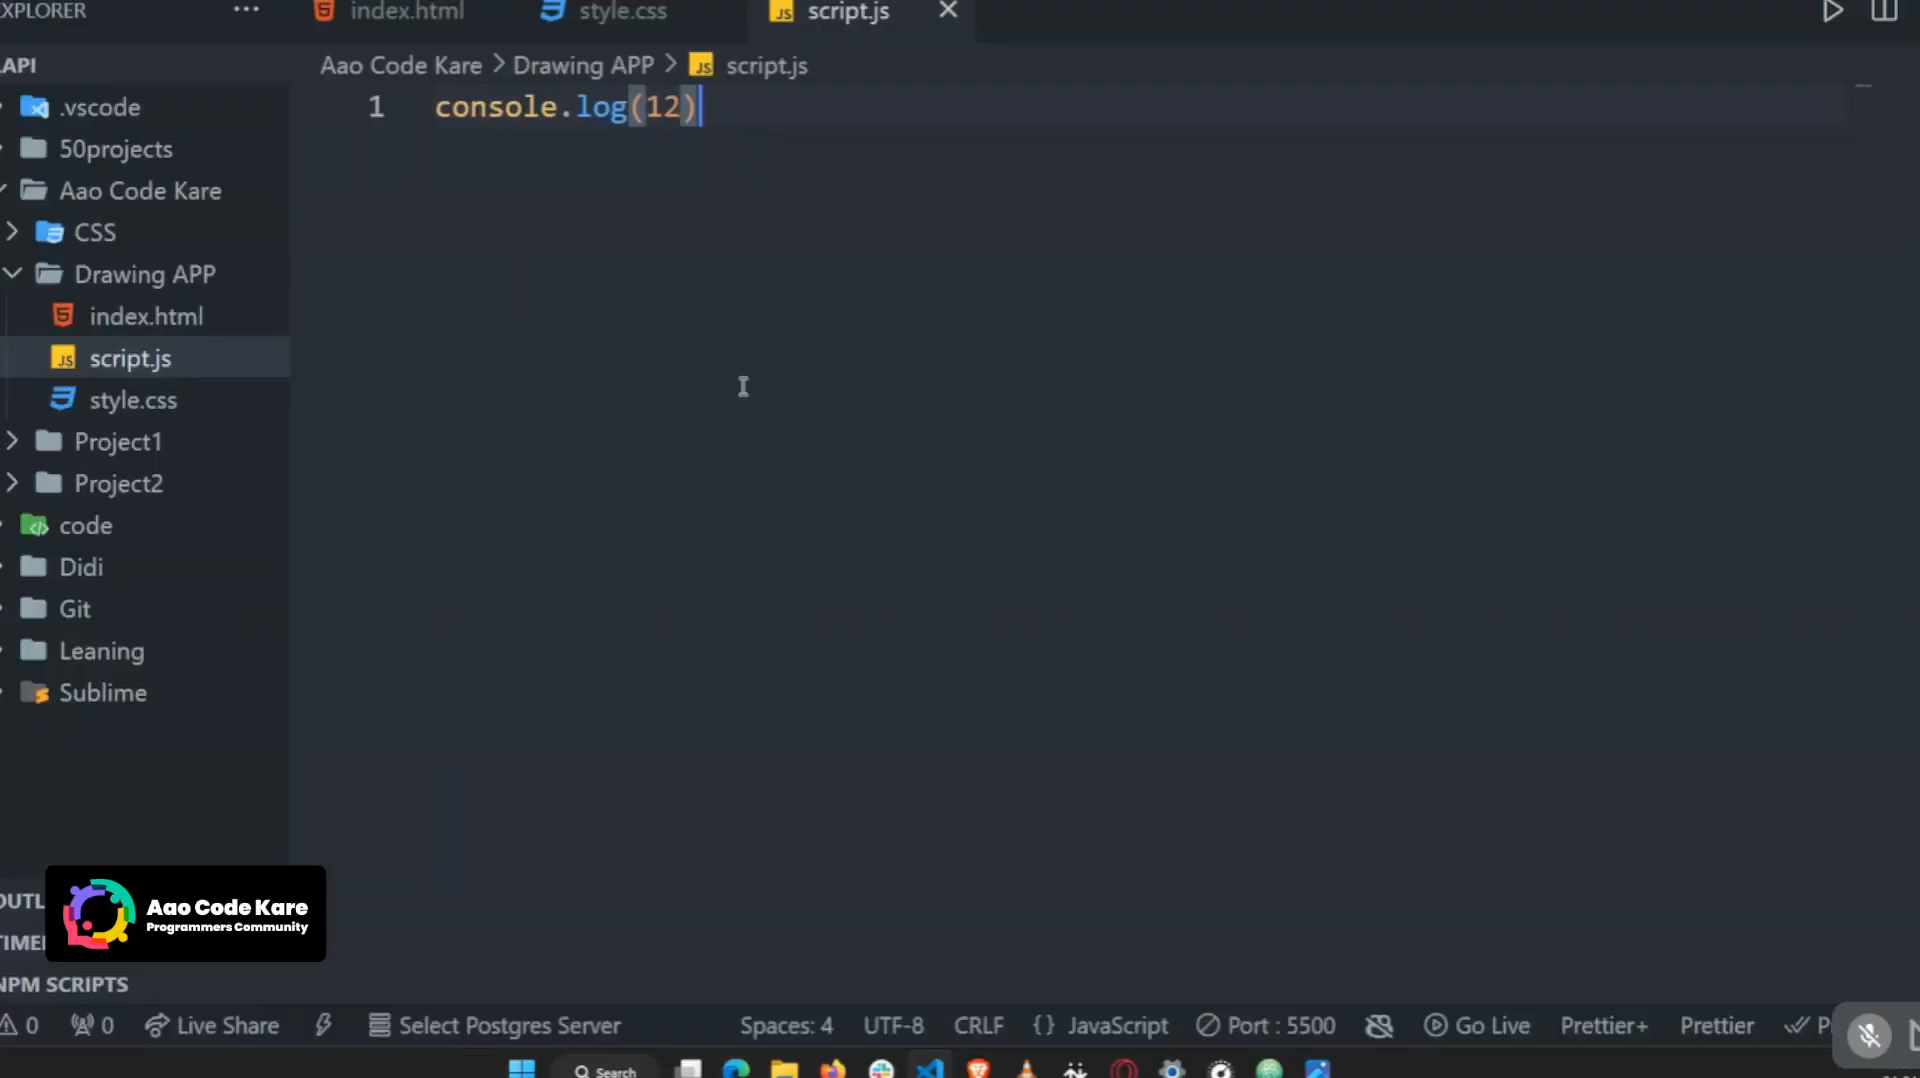 EXPLORER
index.html
style.css
script.js
API
Aao Code Kare > Drawing APP > JS script.js
1 console.log(12)
.vscode
50projects
Aao Code Kare
CSS
Drawing APP
index.html
JS script.js
style.css
Project1
Project2
code
Didi
Git
Leaning
Sublime
OUTL
TIME
NPM SCRIPTS
Aao Code Kare
Programmers Community
0 0 Live Share Select Postgres Server Spaces: 4 UTF-8 CRLF {} JavaScript Port : 5500 Go Live Prettier+ Prettier P
Search